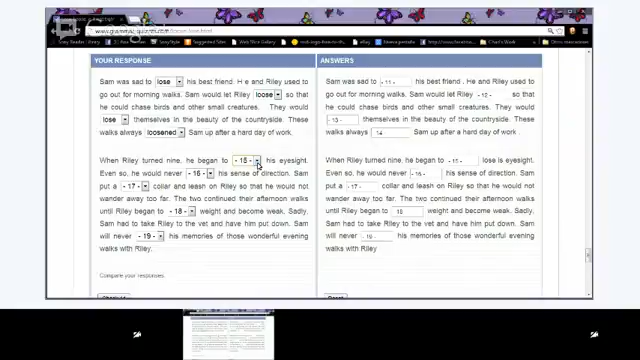 YOUR RESPONSE
Sam was sad to lose his best friend. H e and Riley used to
go out for morning walks. Sam would let Riley loose so that
he could chase birds and other small creatures. They would
lose themselves in the beauty of the countryside. These
walks always loosened Sam up after a hard day of work.
When Riley turned nine, he began to - 15 - his eyesight.
Even so, he would never - 16 - his sense of direction. Sam
put a - 17 - collar and leash on Riley so that he would not
wander away too far. The two continued their afternoon walks
until Riley began to - 18 - weight and become weak. Sadly,
Sam had to take Riley to the vet and have him put down. Sam
will never - 19 - his memories of those wonderful evening
walks with Riley.
Compare your responses.
ANSWERS
Sam was sad to - 11 - his best friend . H e and Riley used to
go out for morning walks. Sam would let Riley - 12 - so that
he could chase birds and other small creatures. They would
- 13 - themselves in the beauty of the countryside. These
walks always 14 Sam up after a hard day of work .
When Riley turned nine, he began to - 15 - lose is eyesight.
Even so, he would never - 16 - his sense of direction. Sam
put a - 17 - collar and leash on Riley so that he would not
wander away too far. The two continued their afternoon walks
until Riley began to 18 weight and become weak. Sadly,
Sam had to take Riley to the vet and have him put down. Sam
will never - 19 - his memories of those wonderful evening
walks with Riley